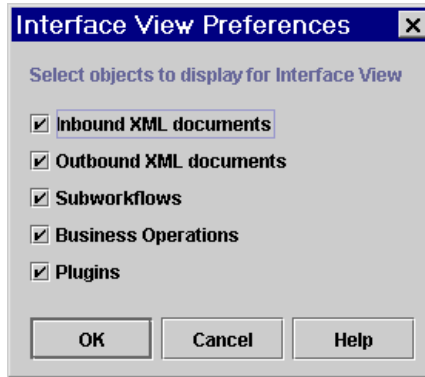 Interface View Preferences
Select objects to display for Interface View
Inbound XML documents
Outbound XML documents
Subworkflows
Business Operations
Plugins
OK Cancel Help